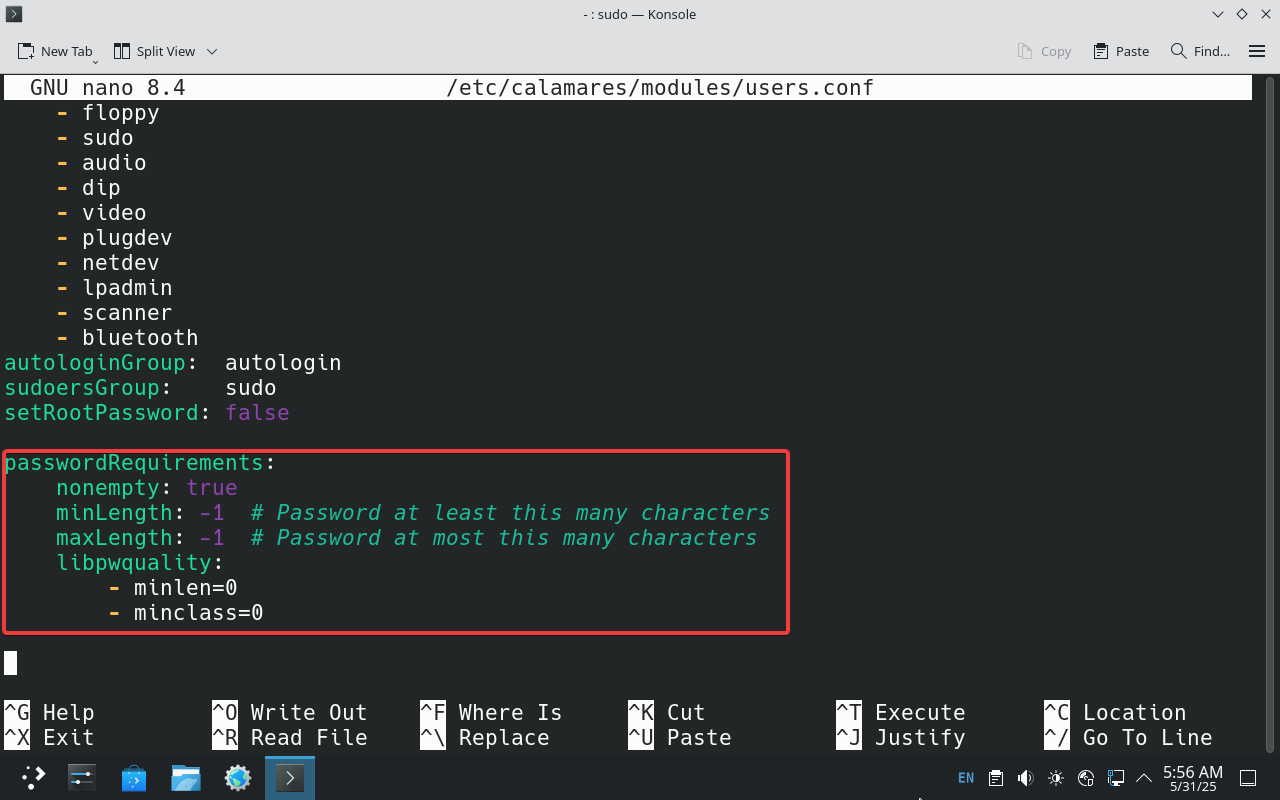 - : sudo — Konsole
New Tab Split View Copy Paste Find...
GNU nano 8.4 /etc/calamares/modules/users.conf
- floppy
- sudo
- audio
- dip
- video
- plugdev
- netdev
- lpadmin
- scanner
- bluetooth
autologinGroup: autologin
sudoersGroup: sudo
setRootPassword: false
passwordRequirements:
nonempty: true
minLength: -1 # Password at least this many characters
maxLength: -1 # Password at most this many characters
libpwquality:
- minlen=0
- minclass=0
^G Help ^O Write Out ^F Where Is ^K Cut ^T Execute ^C Location
^X Exit ^R Read File ^\ Replace ^U Paste ^J Justify ^/ Go To Line
EN 5:56 AM
5/31/25